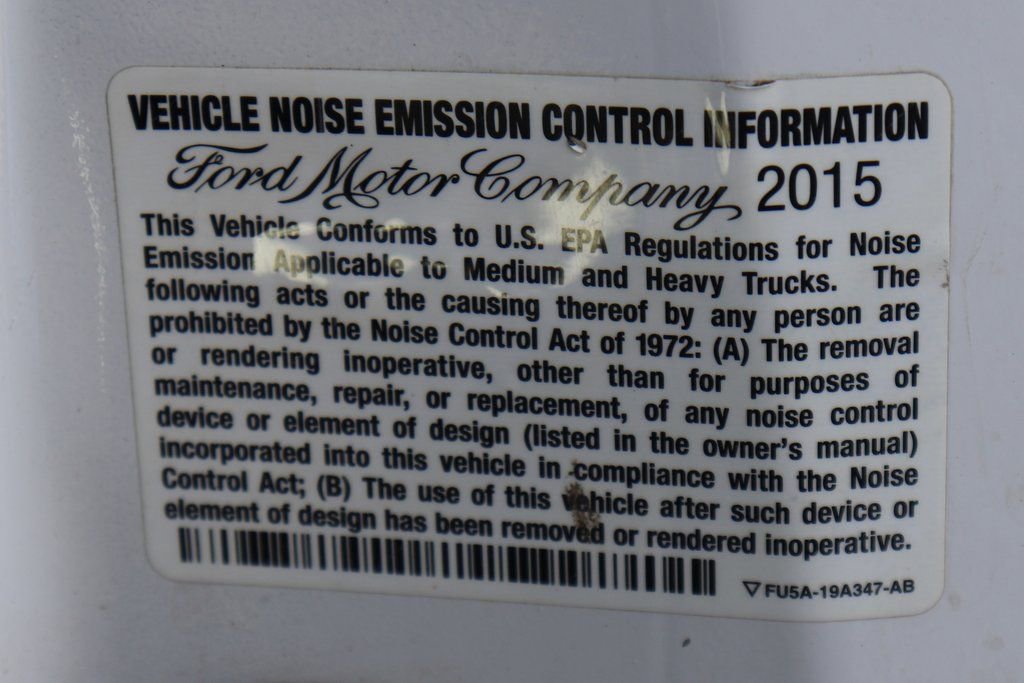 VEHICLE NOISE EMISSION CONTROL INFORMATION
Ford Motor Company 2015
This Vehicle Conforms to U.S. EPA Regulations for Noise
Emission Applicable to Medium and Heavy Trucks. The
following acts or the causing thereof by any person are
prohibited by the Noise Control Act of 1972: (A) The removal
or rendering inoperative, other than for purposes of
maintenance, repair, or replacement, of any noise control
device or element of design (listed in the owner's manual)
incorporated into this vehicle in compliance with the Noise
Control Act; (B) The use of this vehicle after such device or
element of design has been removed or rendered inoperative.
FU5A-19A347-AB